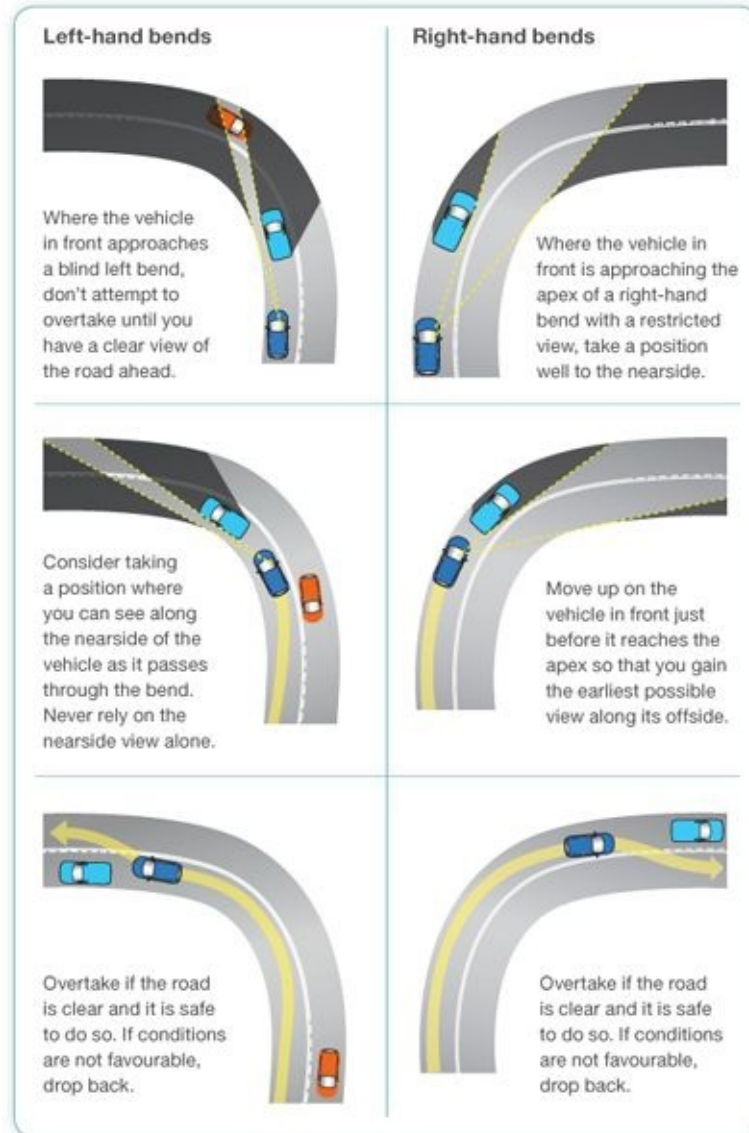 Left-hand bends
Right-hand bends
Where the vehicle
in front approaches
a blind left bend,
don't attempt to
overtake until you
have a clear view of
the road ahead.
Where the vehicle in
front is approaching the
apex of a right-hand
bend with a restricted
view, take a position
well to the nearside.
Consider taking
a position where
you can see along
the nearside of the
vehicle as it passes
through the bend.
Never rely on the
nearside view alone.
Move up on the
vehicle in front just
before it reaches the
apex so that you gain
the earliest possible
view along its offside.
Overtake if the road
is clear and it is safe
to do so. If conditions
are not favourable,
drop back.
Overtake if the road
is clear and it is safe
to do so. If conditions
are not favourable,
drop back.